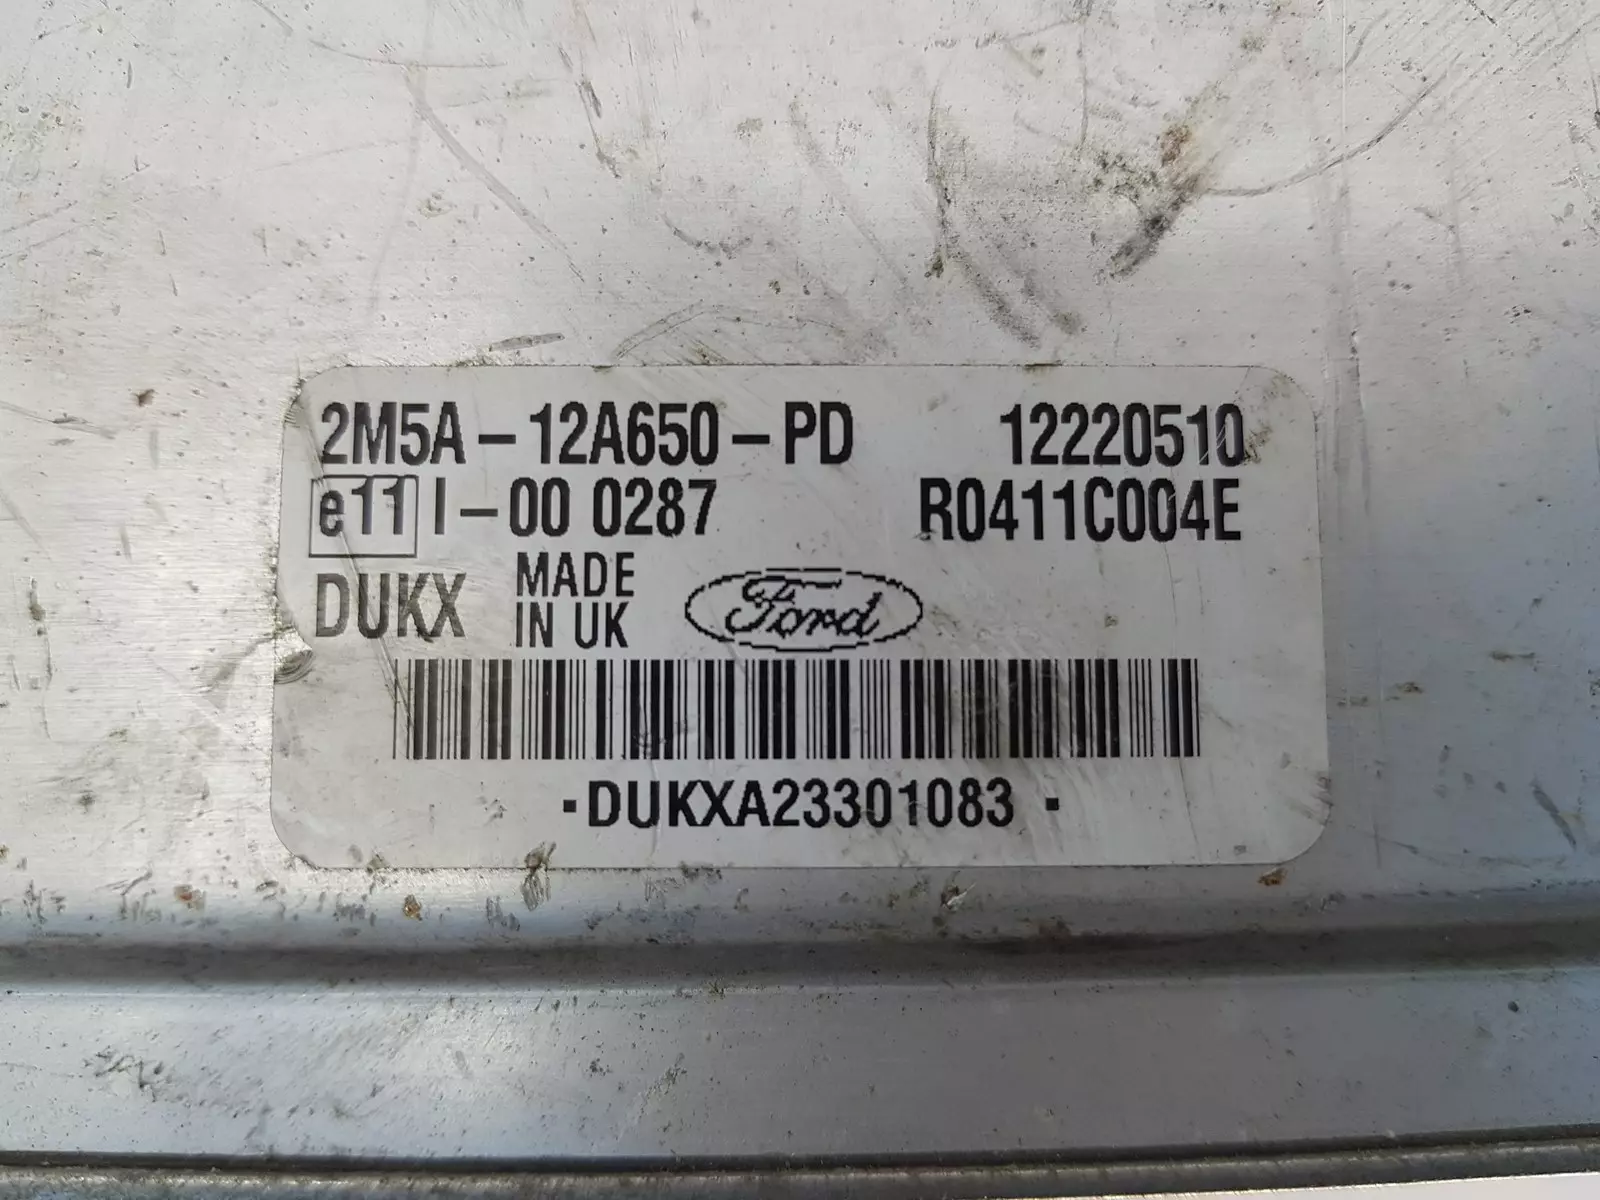 2M5A-12A650-PD 12220510
e11 I-00 0287 R0411C004E
DUKX MADE IN UK Ford
-DUKXA23301083 -